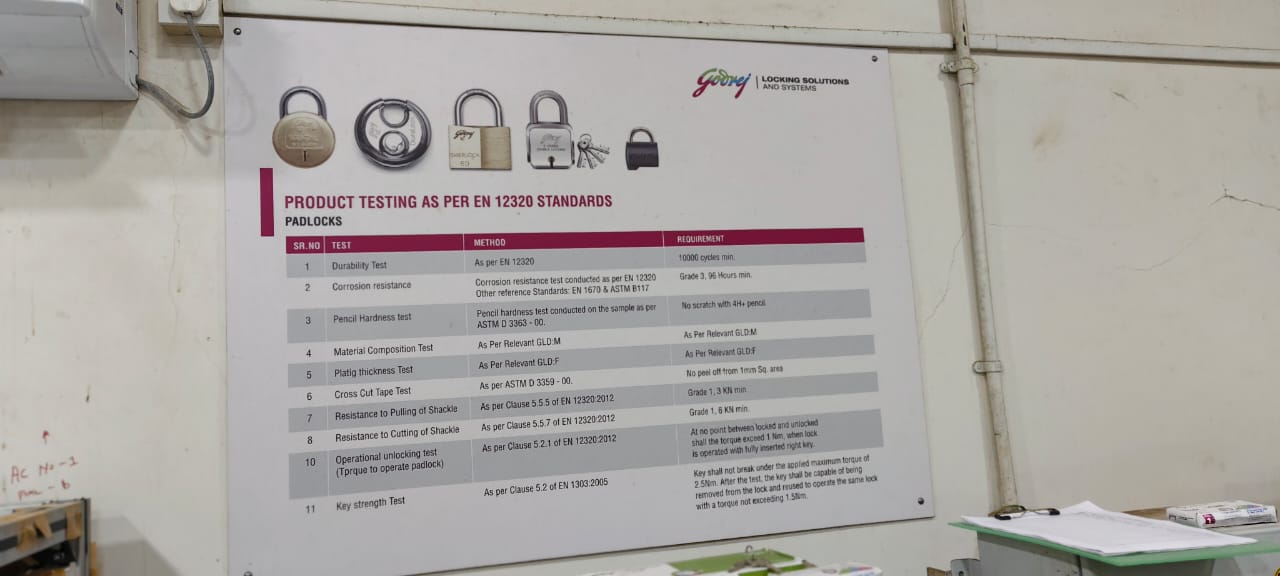 Godrej | LOCKING SOLUTIONS
AND SYSTEMS
Godrej
SHERLOCK
60
PRODUCT TESTING AS PER EN 12320 STANDARDS
PADLOCKS
SR.NO TEST METHOD REQUIREMENT
1 Durability Test As per EN 12320 10000 cycles min.
2 Corrosion resistance Corrosion resistance test conducted as per EN 12320 Grade 3, 96 Hours min.
Other reference Standards: EN 1670 & ASTM B117
3 Pencil Hardness test Pencil hardness test conducted on the sample as per No scratch with 4H+ pencil
ASTM D 3363 - 00.
4 Material Composition Test As Per Relevant GLD:M As Per Relevant GLD:M
5 Platig thickness Test As Per Relevant GLD:F As Per Relevant GLD:F
6 Cross Cut Tape Test As per ASTM D 3359 - 00. No peel off from 1mm Sq. area
7 Resistance to Pulling of Shackle As per Clause 5.5.5 of EN 12320:2012 Grade 1, 3 KN min.
8 Resistance to Cutting of Shackle As per Clause 5.5.7 of EN 12320:2012 Grade 1, 6 KN min.
10 Operational unlocking test As per Clause 5.2.1 of EN 12320:2012 At no point between locked and unlocked
(Tprque to operate padlock) shall the torque exceed 1 Nm, when lock
is operated with fully inserted right key.
11 Key strength Test As per Clause 5.2 of EN 1303:2005 Key shall not break under the applied maximum torque of
2.5Nm. After the test, the key shall be capable of being
removed from the lock and reused to operate the same lock
with a torque not exceeding 1.5Nm.
AC No-1